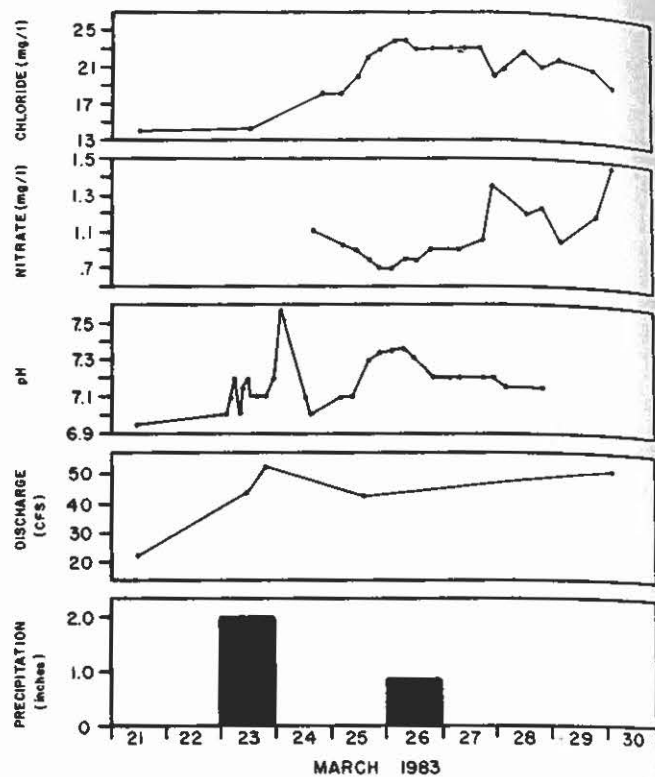 CHLORIDE (mg/l)
25
21
17
13
NITRATE (mg/l)
1.5
1.3
1.1
.7
pH
7.5
7.3
7.1
6.9
DISCHARGE
(CFS)
50
40
30
20
PRECIPITATION
(inches)
2.0
1.0
0
21 22 23 24 25 26 27 28 29 30
MARCH 1983